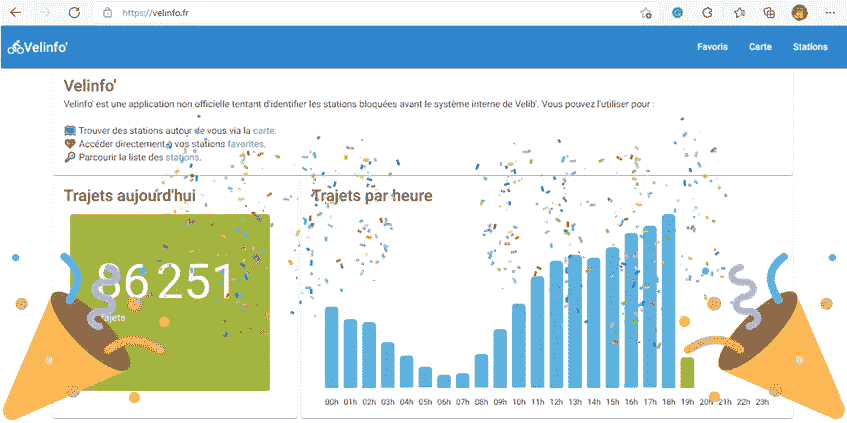 https://velinfo.fr
Velinfo'
Favoris Carte Stations
Velinfo'
Velinfo' est une application non officielle tentant d'identifier les stations bloquées avant le système interne de Velib'. Vous pouvez l'utiliser pour :
Trouver des stations autour de vous via la carte.
Accéder directement à vos stations favorites.
Parcourir la liste des stations.
Trajets aujourd'hui
86 251
trajets
Trajets par heure
00h 01h 02h 03h 04h 05h 06h 07h 08h 09h 10h 11h 12h 13h 14h 15h 16h 17h 18h 19h 20h 21h 22h 23h